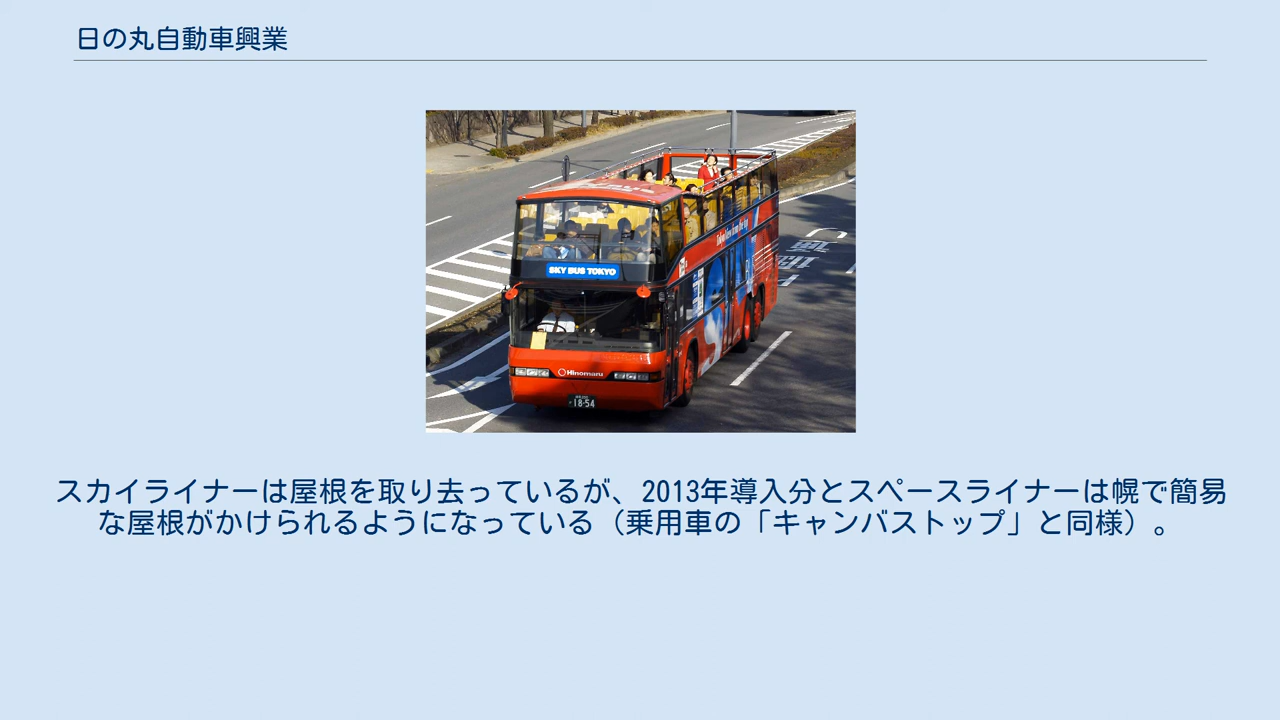 日の丸自動車興業
SKY BUS TOKYO
Hinomaru
18-54
スカイライナーは屋根を取り去っているが、2013年導入分とスペースライナーは幌で簡易
な屋根がかけられるようになっている（乗用車の「キャンバストップ」と同様）。